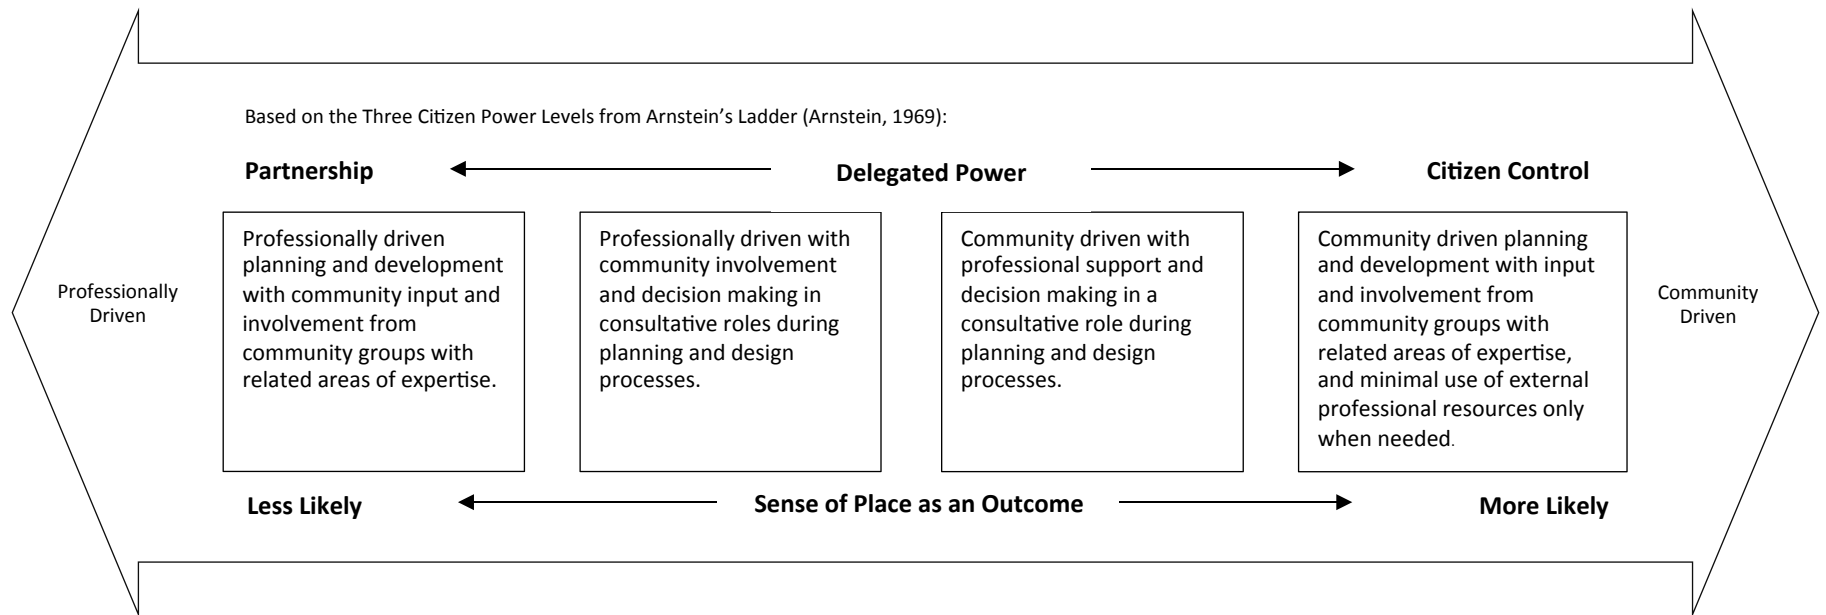 Based on the Three Citizen Power Levels from Arnstein’s Ladder (Arnstein, 1969):
Partnership
Delegated Power
Citizen Control
Professionally
Driven
Professionally driven
planning and development
with community input and
involvement from
community groups with
related areas of expertise.
Professionally driven with
community involvement
and decision making in
consultative roles during
planning and design
processes.
Community driven with
professional support and
decision making in a
consultative role during
planning and design
processes.
Community driven planning
and development with input
and involvement from
community groups with
related areas of expertise,
and minimal use of external
professional resources only
when needed.
Community
Driven
Less Likely
Sense of Place as an Outcome
More Likely